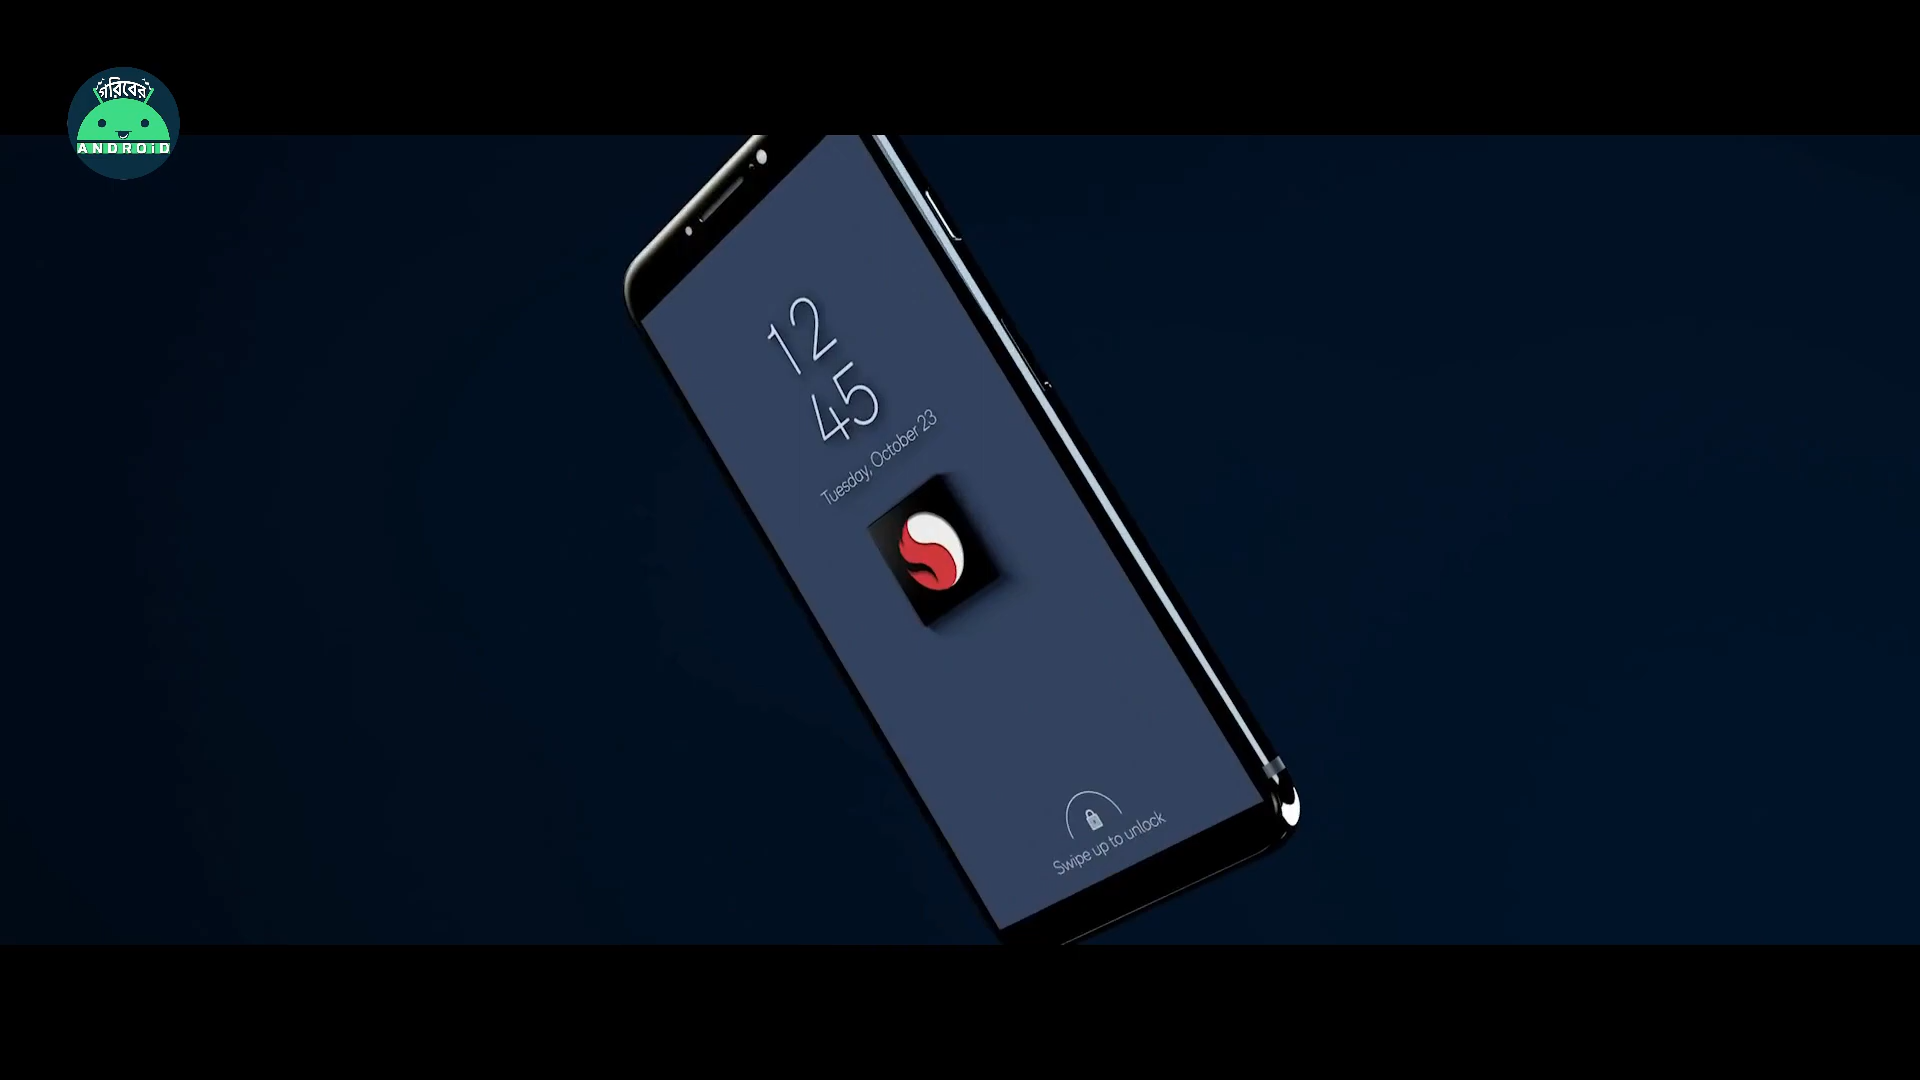 গরিবের
ANDROiD
12
45
Tuesday, October 23
Swipe up to unlock